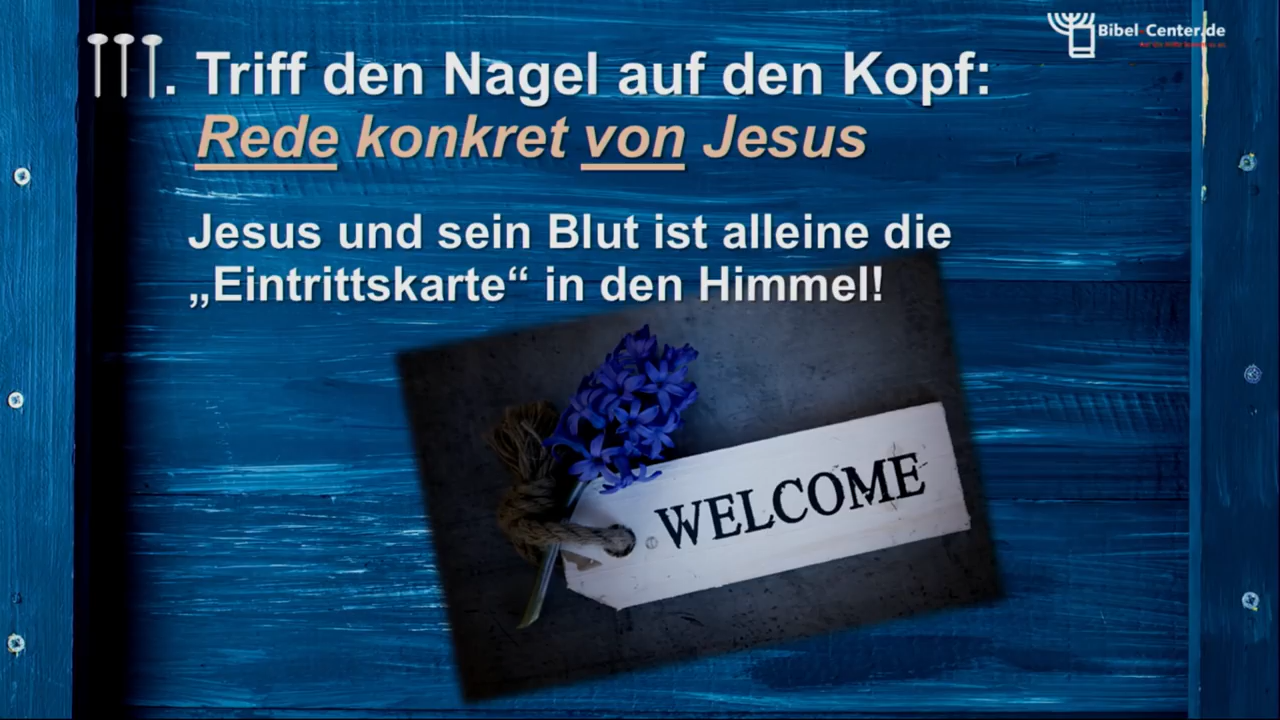 Bibel Center.de
III. Triff den Nagel auf den Kopf:
Rede konkret von Jesus
Jesus und sein Blut ist alleine die
„Eintrittskarte“ in den Himmel!
WELCOME